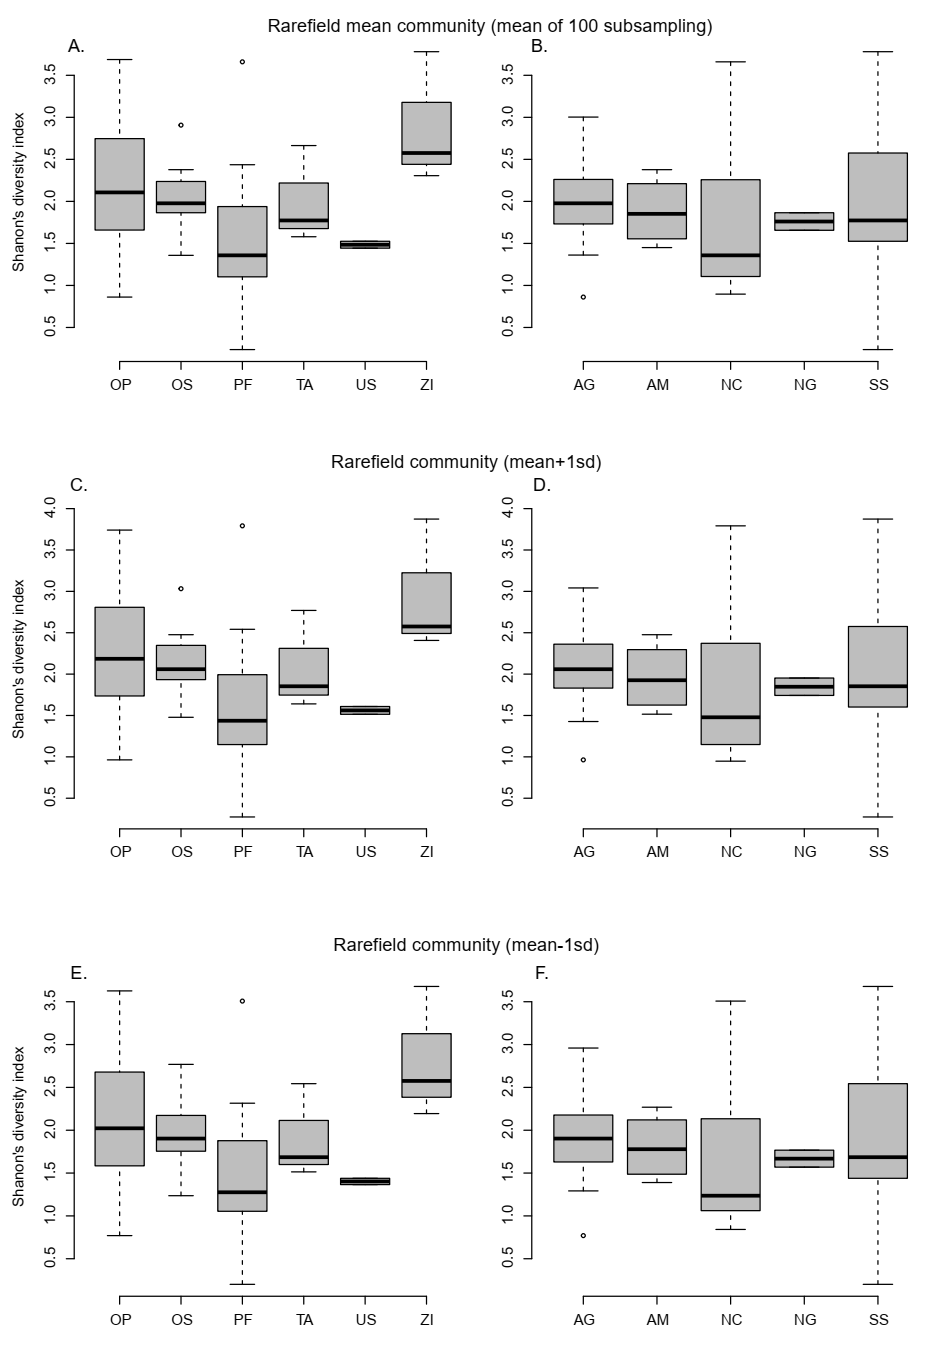 Rarefield mean community (mean of 100 subsampling)
A.
B.
Shanon's diversity index
3.5
3.0
2.5
2.0
1.5
1.0
0.5
OP OS PF TA US ZI
3.5
3.0
2.5
2.0
1.5
1.0
0.5
AG AM NC NG SS
Rarefield community (mean+1sd)
C.
D.
Shanon's diversity index
4.0
3.5
3.0
2.5
2.0
1.5
1.0
0.5
OP OS PF TA US ZI
4.0
3.5
3.0
2.5
2.0
1.5
1.0
0.5
AG AM NC NG SS
Rarefield community (mean-1sd)
E.
F.
Shanon's diversity index
3.5
3.0
2.5
2.0
1.5
1.0
0.5
OP OS PF TA US ZI
3.5
3.0
2.5
2.0
1.5
1.0
0.5
AG AM NC NG SS